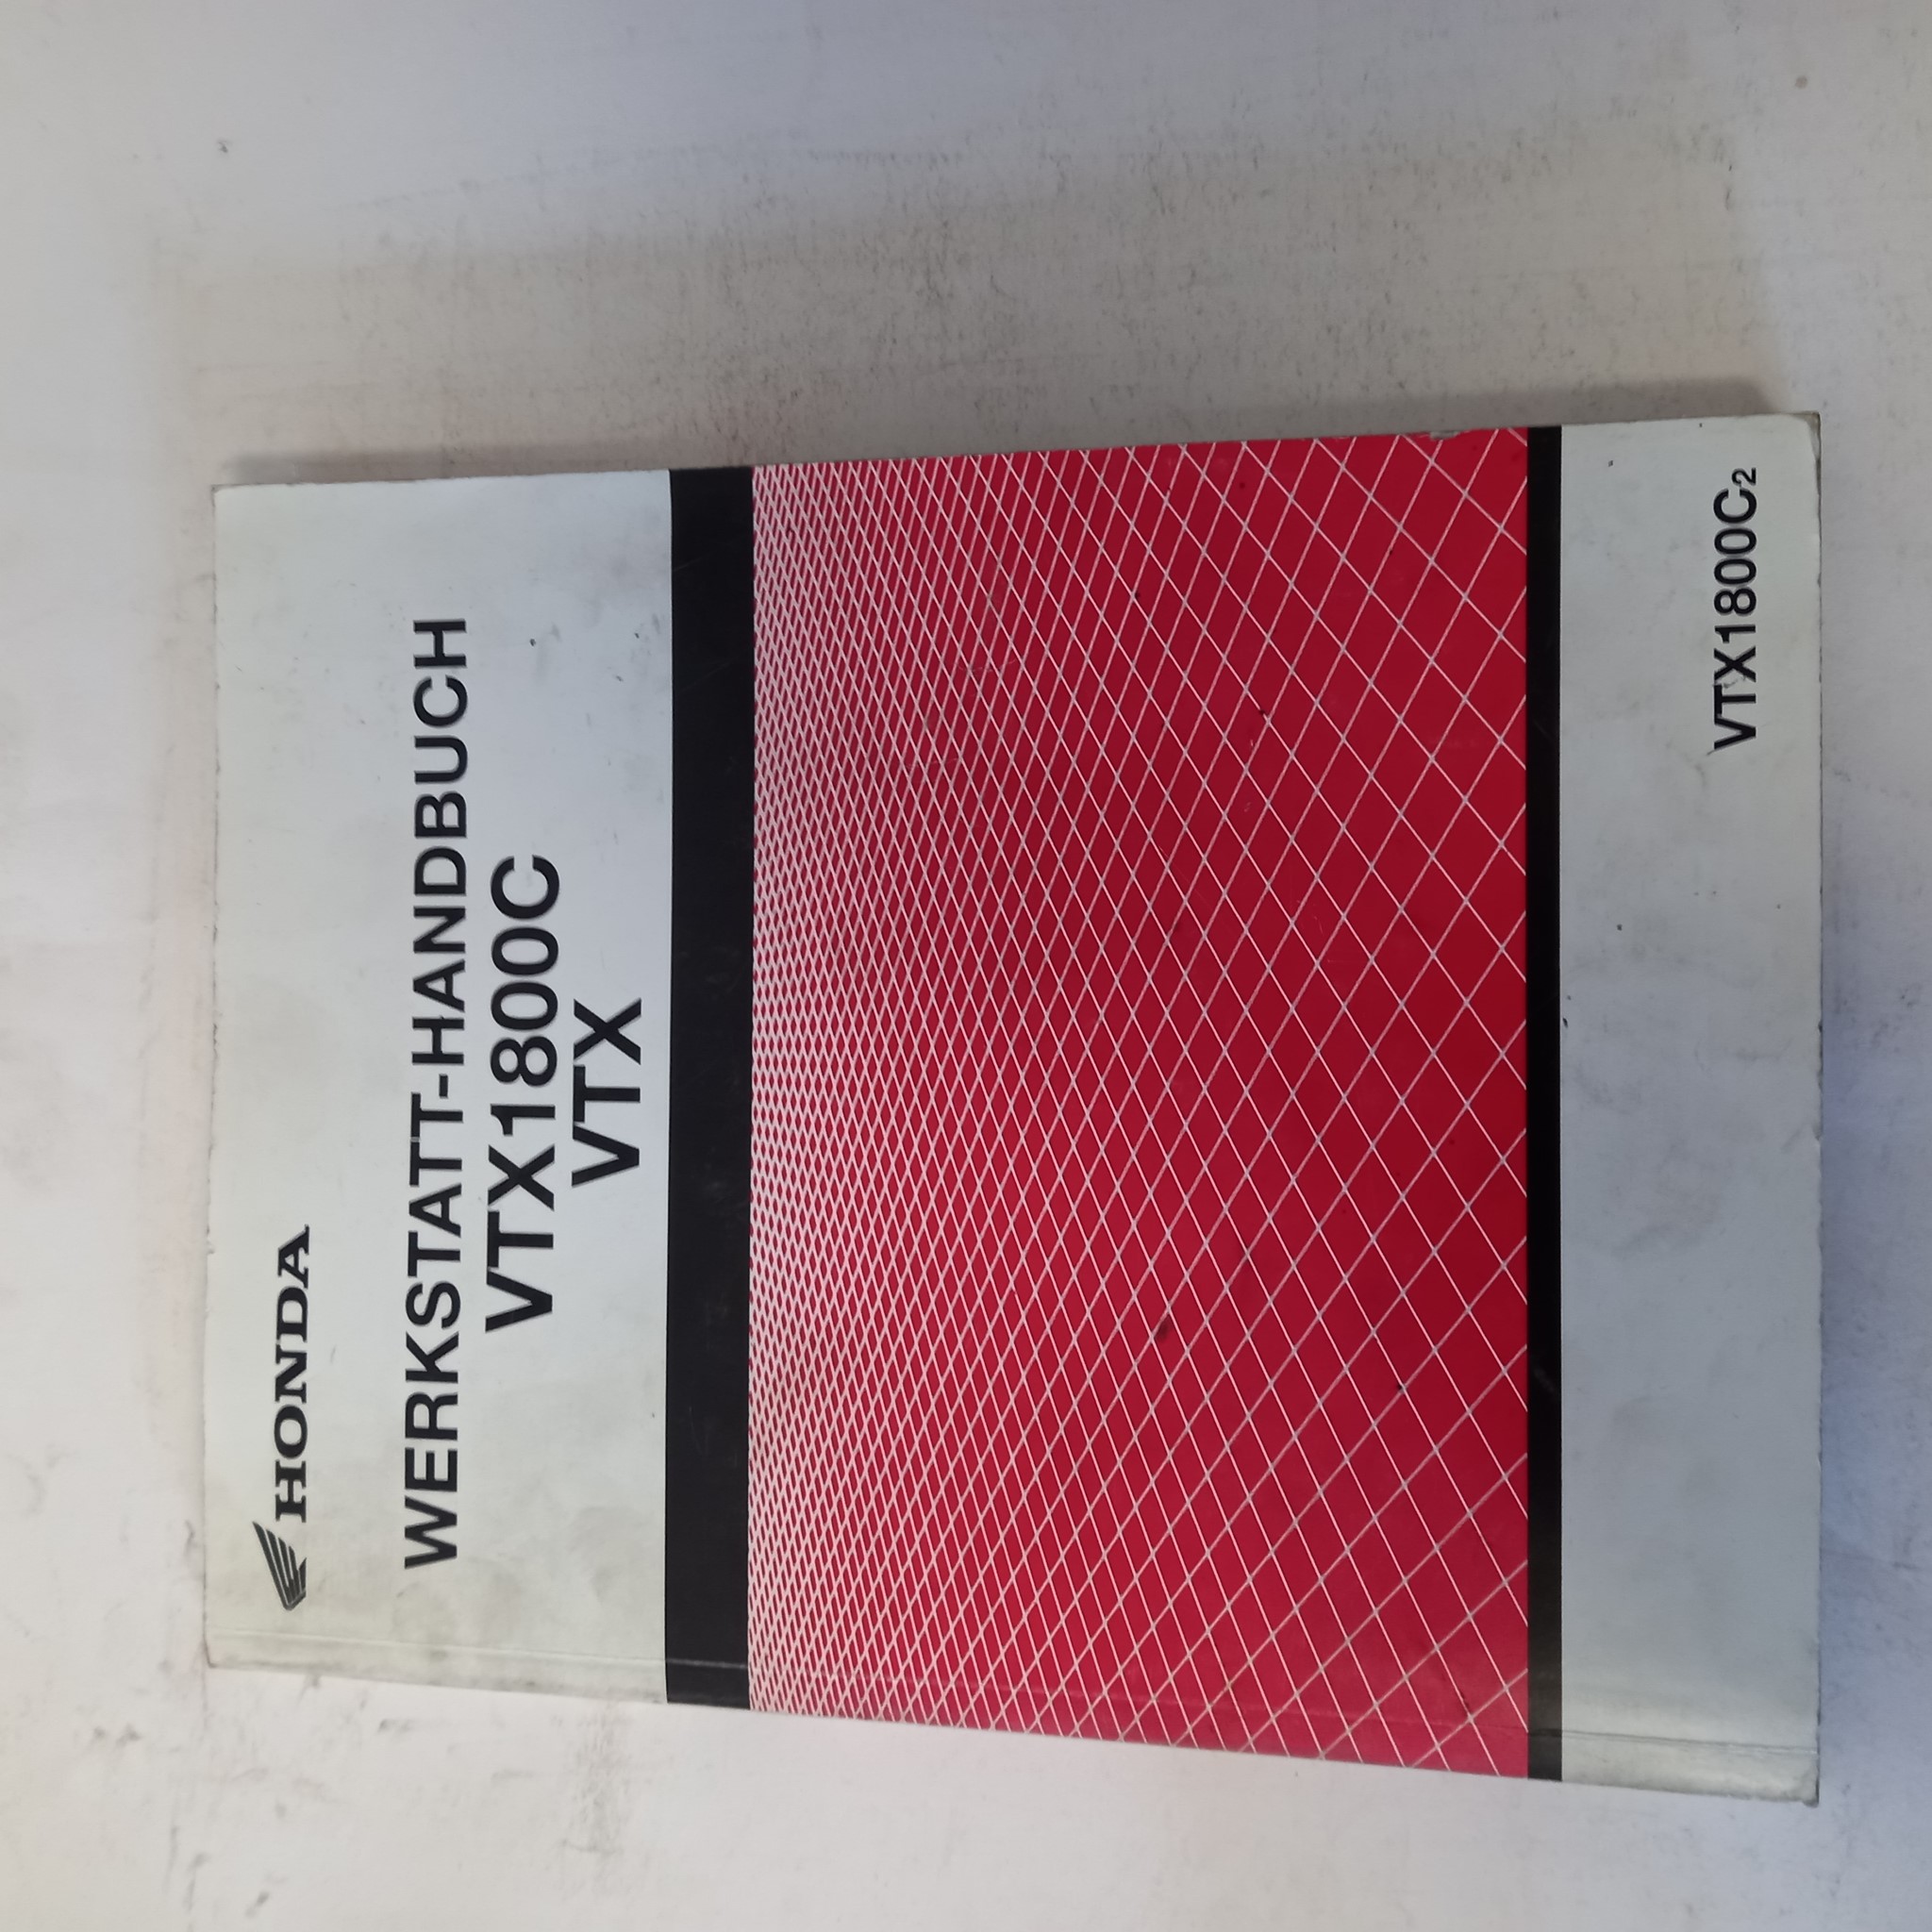 HONDA
WERKSTATT-HANDBUCH
VTX1800C
VTX
VTX1800C2